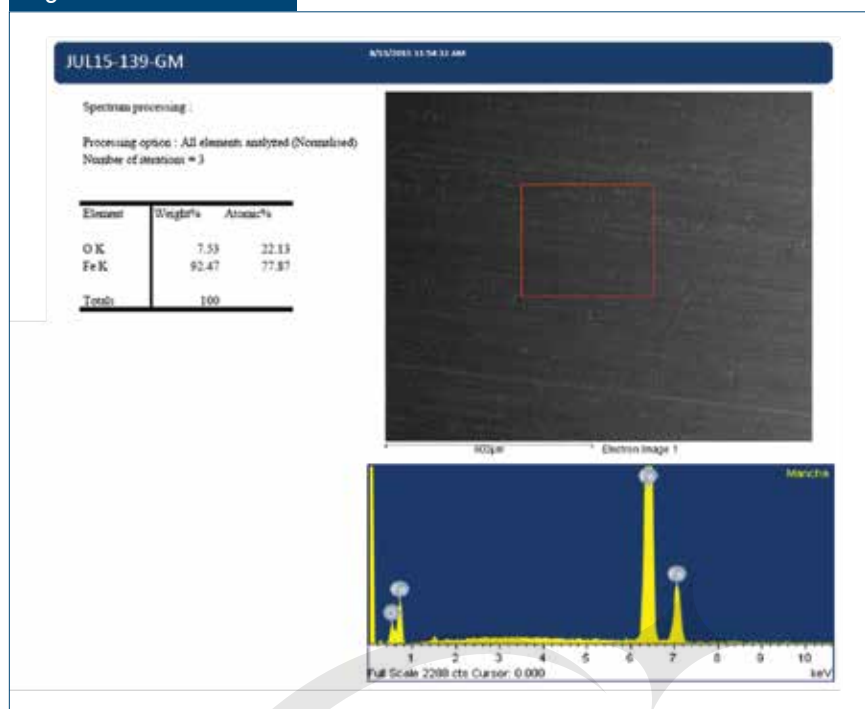 JUL15-139-GM
Spectrum processing :
Processing option : All elements analyzed (Normalised)
Number of iterations = 3
Element Weight% Atomic%
O K 7.53 22.13
Fe K 92.47 77.87
Totals 100
600µm Electron Image 1
Mancha
1 2 3 4 5 6 7 8 9 10
Full Scale 2288 cts Cursor: 0.000 keV